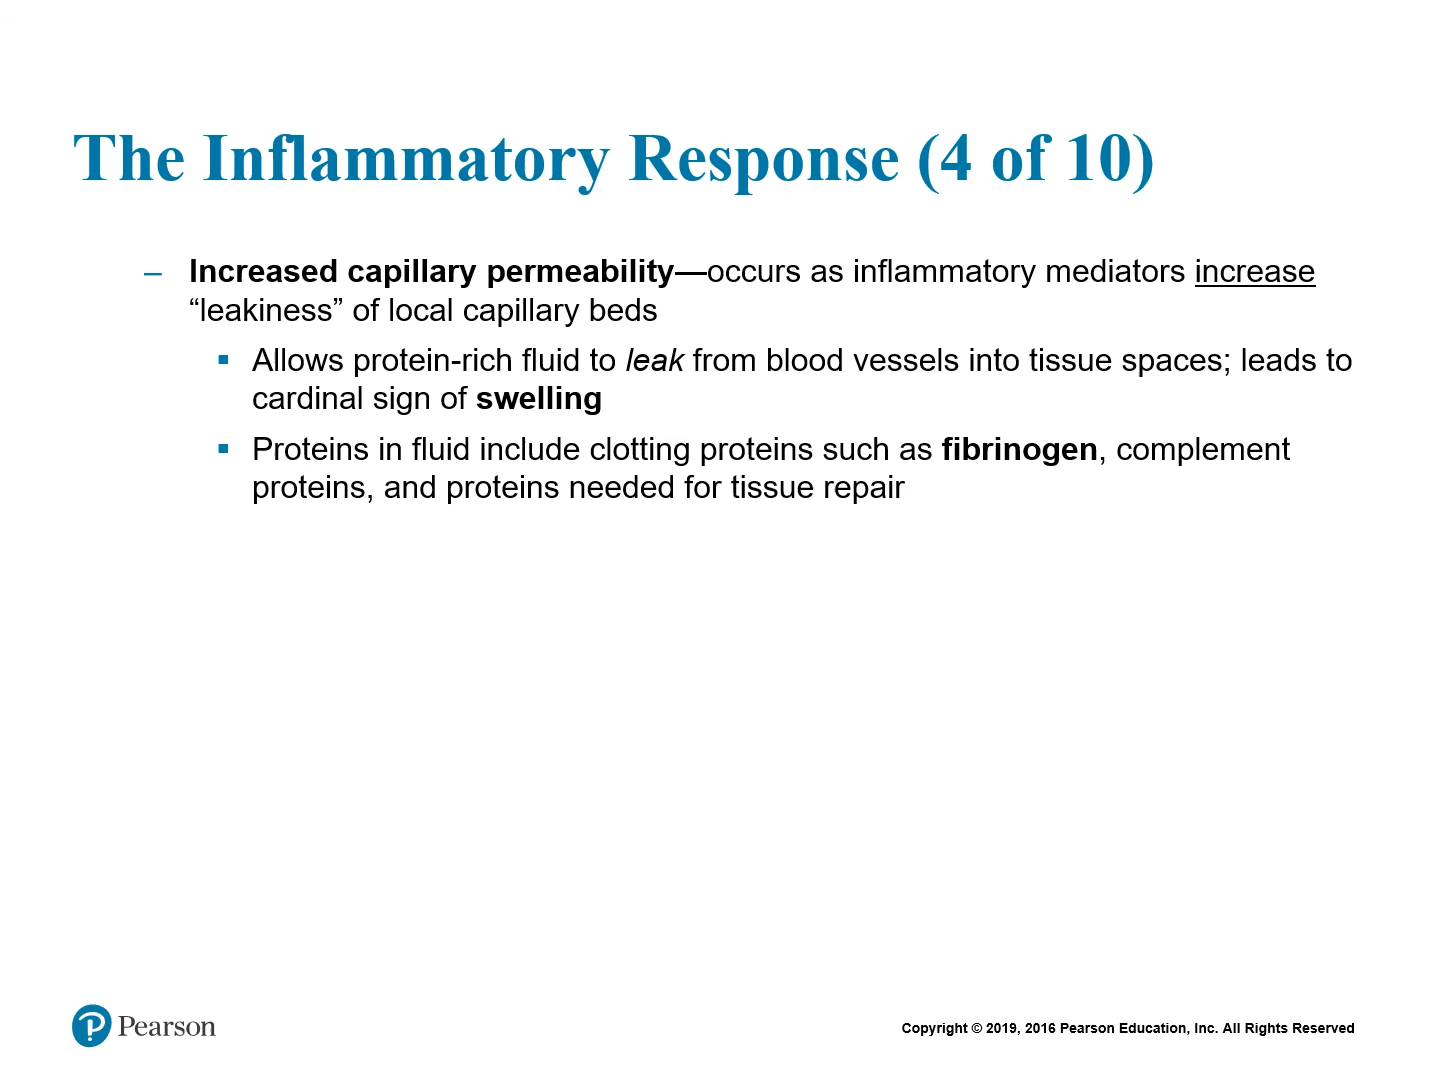 The Inflammatory Response (4 of 10)
– Increased capillary permeability—occurs as inflammatory mediators increase
“leakiness” of local capillary beds
▪ Allows protein-rich fluid to leak from blood vessels into tissue spaces; leads to
cardinal sign of swelling
▪ Proteins in fluid include clotting proteins such as fibrinogen, complement
proteins, and proteins needed for tissue repair
Pearson
Copyright © 2019, 2016 Pearson Education, Inc. All Rights Reserved